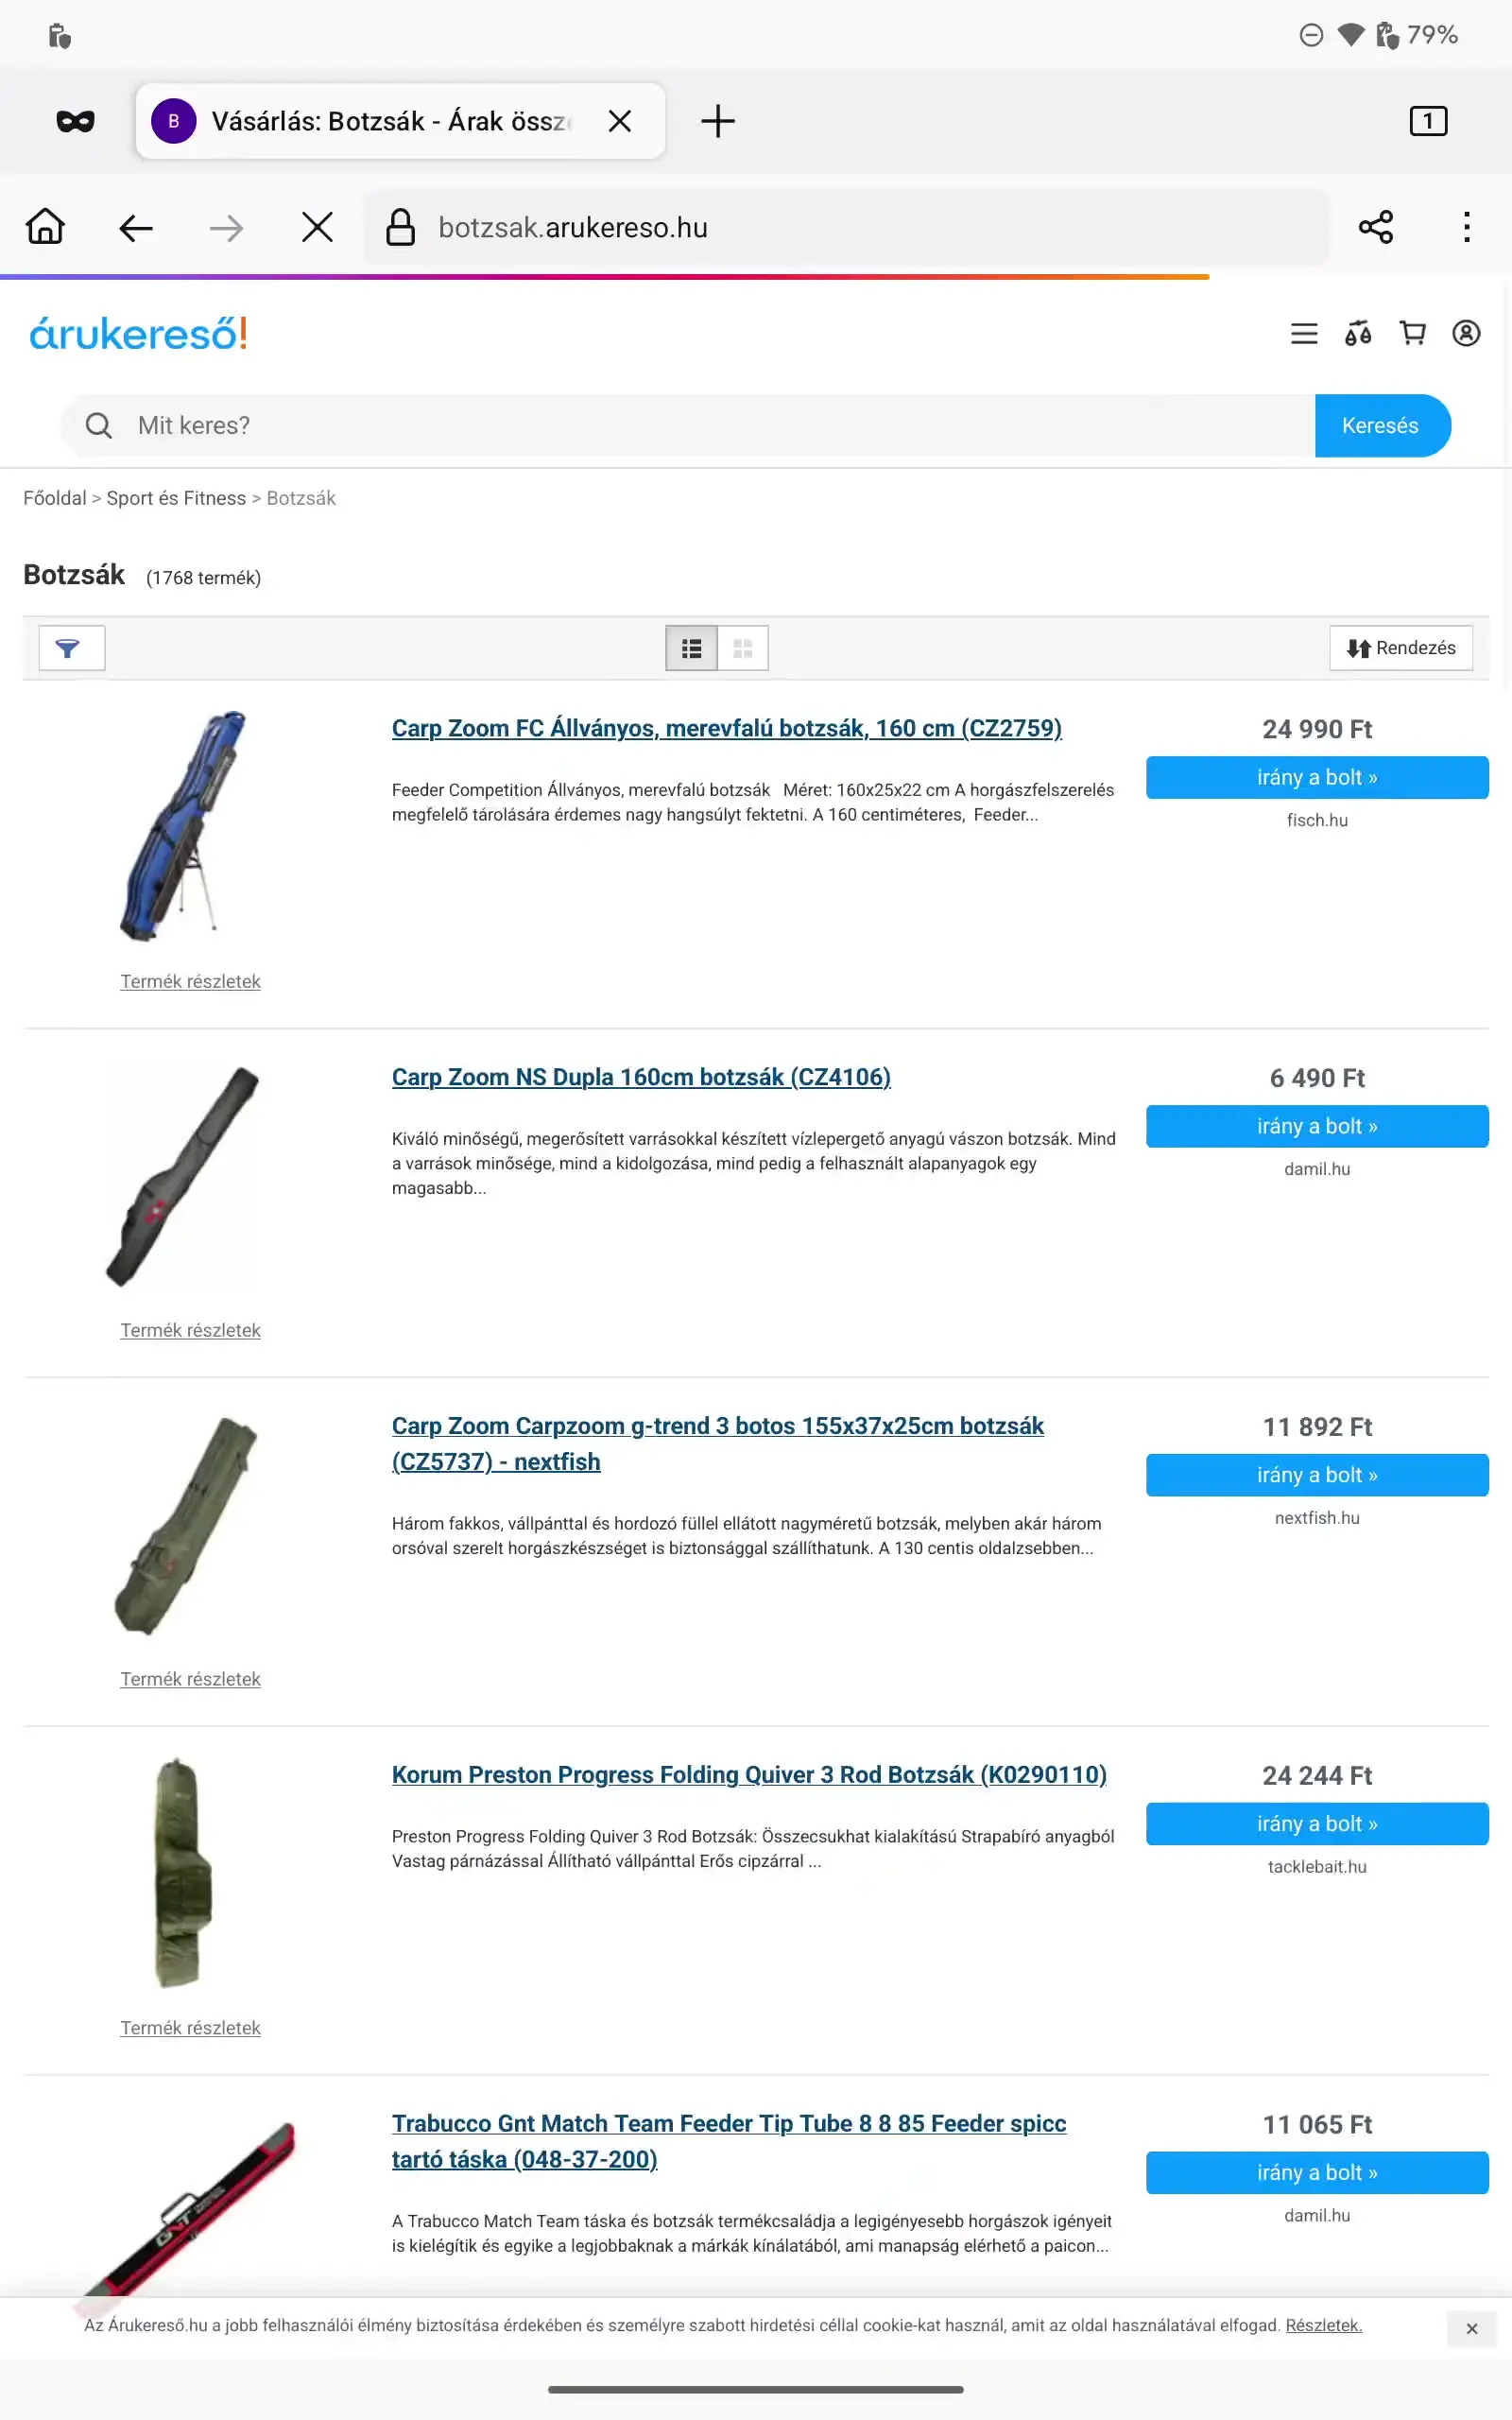 79%
B Vásárlás: Botzsák - Árak össz
1
botzsak.arukereso.hu
árukereső!
Mit keres?
Keresés
Főoldal > Sport és Fitness > Botzsák
Botzsák (1768 termék)
Rendezés
Carp Zoom FC Állványos, merevfalú botzsák, 160 cm (CZ2759)
24 990 Ft
irány a bolt »
fisch.hu
Feeder Competition Állványos, merevfalú botzsák Méret: 160x25x22 cm A horgászfelszerelés
megfelelő tárolására érdemes nagy hangsúlyt fektetni. A 160 centiméteres, Feeder...
Termék részletek
Carp Zoom NS Dupla 160cm botzsák (CZ4106)
6 490 Ft
irány a bolt »
damil.hu
Kiváló minőségű, megerősített varrásokkal készített vízlepergető anyagú vászon botzsák. Mind
a varrások minősége, mind a kidolgozása, mind pedig a felhasznált alapanyagok egy
magasabb...
Termék részletek
Carp Zoom Carpzoom g-trend 3 botos 155x37x25cm botzsák
(CZ5737) - nextfish
11 892 Ft
irány a bolt »
nextfish.hu
Három fakkos, vállpánttal és hordozó füllel ellátott nagyméretű botzsák, melyben akár három
orsóval szerelt horgászkészséget is biztonsággal szállíthatunk. A 130 centis oldalzsebben...
Termék részletek
Korum Preston Progress Folding Quiver 3 Rod Botzsák (K0290110)
24 244 Ft
irány a bolt »
tacklebait.hu
Preston Progress Folding Quiver 3 Rod Botzsák: Összecsukhat kialakítású Strapabíró anyagból
Vastag párnázással Állítható vállpánttal Erős cipzárral ...
Termék részletek
Trabucco Gnt Match Team Feeder Tip Tube 8 8 85 Feeder spicc
tartó táska (048-37-200)
11 065 Ft
irány a bolt »
damil.hu
A Trabucco Match Team táska és botzsák termékcsaládja a legigényesebb horgászok igényeit
is kielégítik és egyike a legjobbaknak a márkák kínálatából, ami manapság elérhető a paicon...
GNT
Az Árukereső.hu a jobb felhasználói élmény biztosítása érdekében és személyre szabott hirdetési céllal cookie-kat használ, amit az oldal használatával elfogad. Részletek.